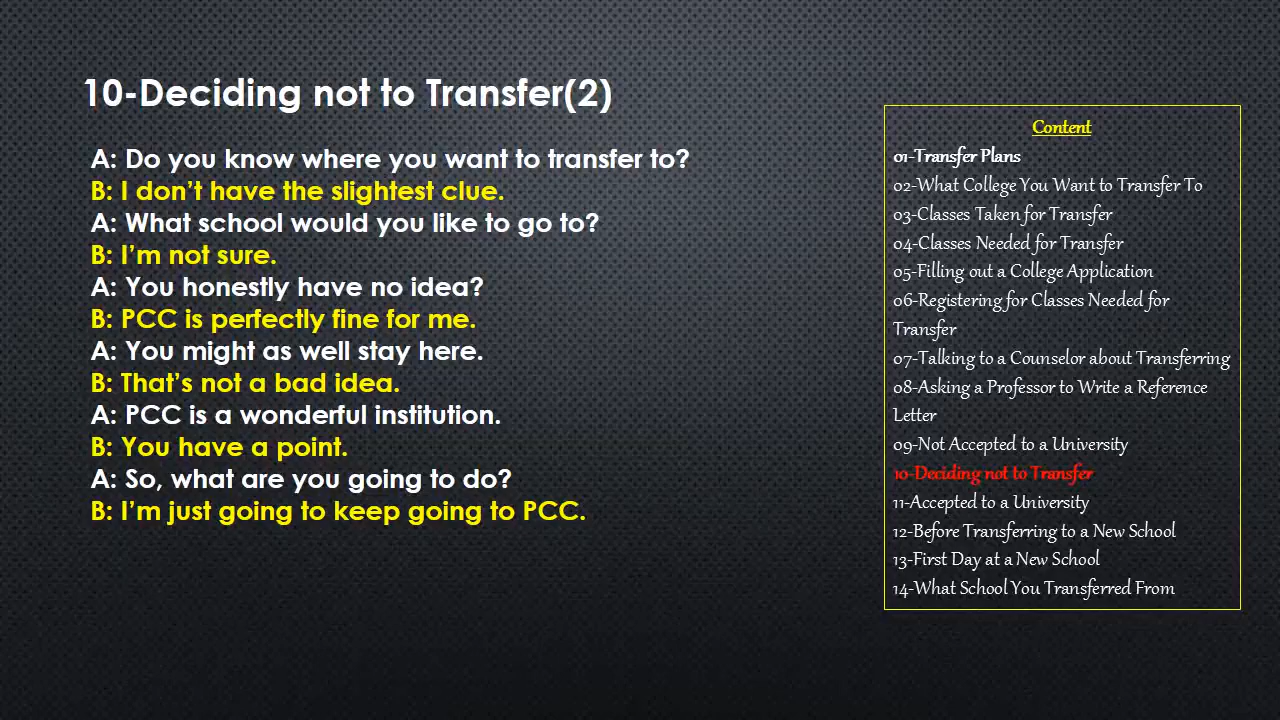 10-Deciding not to Transfer(2)
A: Do you know where you want to transfer to?
B: I don’t have the slightest clue.
A: What school would you like to go to?
B: I’m not sure.
A: You honestly have no idea?
B: PCC is perfectly fine for me.
A: You might as well stay here.
B: That’s not a bad idea.
A: PCC is a wonderful institution.
B: You have a point.
A: So, what are you going to do?
B: I’m just going to keep going to PCC.
Content
01-Transfer Plans
02-What College You Want to Transfer To
03-Classes Taken for Transfer
04-Classes Needed for Transfer
05-Filling out a College Application
06-Registering for Classes Needed for
Transfer
07-Talking to a Counselor about Transferring
08-Asking a Professor to Write a Reference
Letter
09-Not Accepted to a University
10-Deciding not to Transfer
11-Accepted to a University
12-Before Transferring to a New School
13-First Day at a New School
14-What School You Transferred From